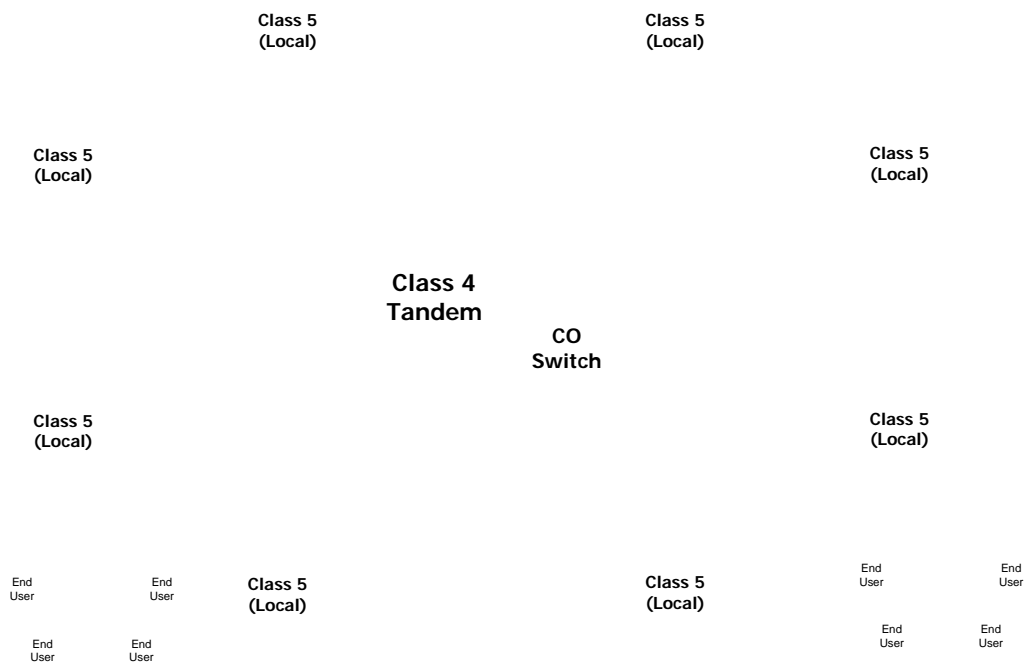 Class 5
(Local)
Class 5
(Local)
Class 5
(Local)
Class 5
(Local)
Class 4
Tandem
CO
Switch
Class 5
(Local)
Class 5
(Local)
End
User
End
User
Class 5
(Local)
Class 5
(Local)
End
User
End
User
End
User
End
User
End
User
End
User